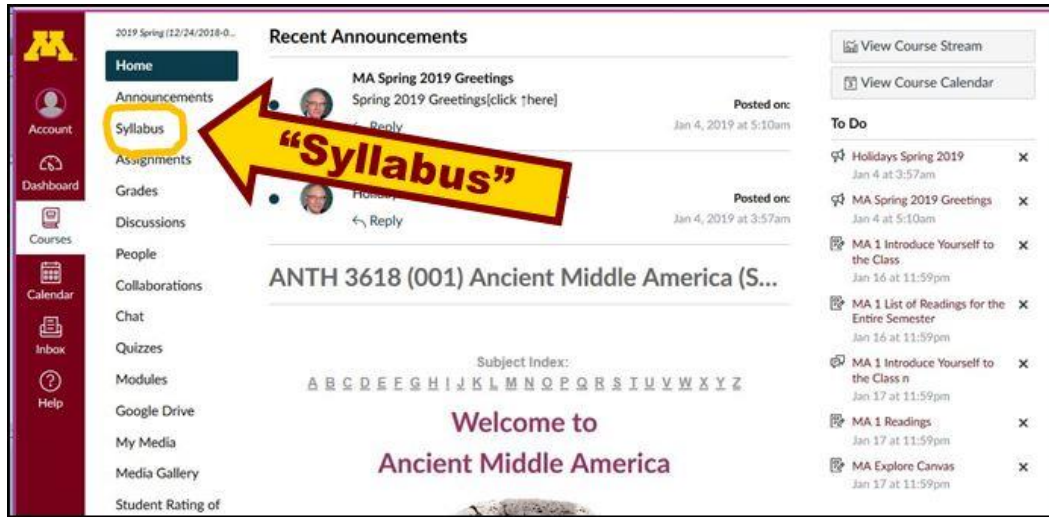 2019 Spring (12/24/2018-0...
Home
Announcements
Syllabus
Assignments
Grades
Discussions
People
Collaborations
Chat
Quizzes
Modules
Google Drive
My Media
Media Gallery
Student Rating of
Account
Dashboard
Courses
Calendar
Inbox
Help
Recent Announcements
MA Spring 2019 Greetings
Spring 2019 Greetings[click ↑here]
Reply
Posted on:
Jan 4, 2019 at 5:10am
“Syllabus”
Reply
Posted on:
Jan 4, 2019 at 3:57am
ANTH 3618 (001) Ancient Middle America (S...
Subject Index:
A B C D E F G H I J K L M N O P Q R S T U V W X Y Z
Welcome to
Ancient Middle America
View Course Stream
View Course Calendar
To Do
Holidays Spring 2019
Jan 4 at 3:57am
MA Spring 2019 Greetings
Jan 4 at 5:10am
MA 1 Introduce Yourself to
the Class
Jan 16 at 11:59pm
MA 1 List of Readings for the
Entire Semester
Jan 16 at 11:59pm
MA 1 Introduce Yourself to
the Class n
Jan 17 at 11:59pm
MA 1 Readings
Jan 17 at 11:59pm
MA Explore Canvas
Jan 17 at 11:59pm